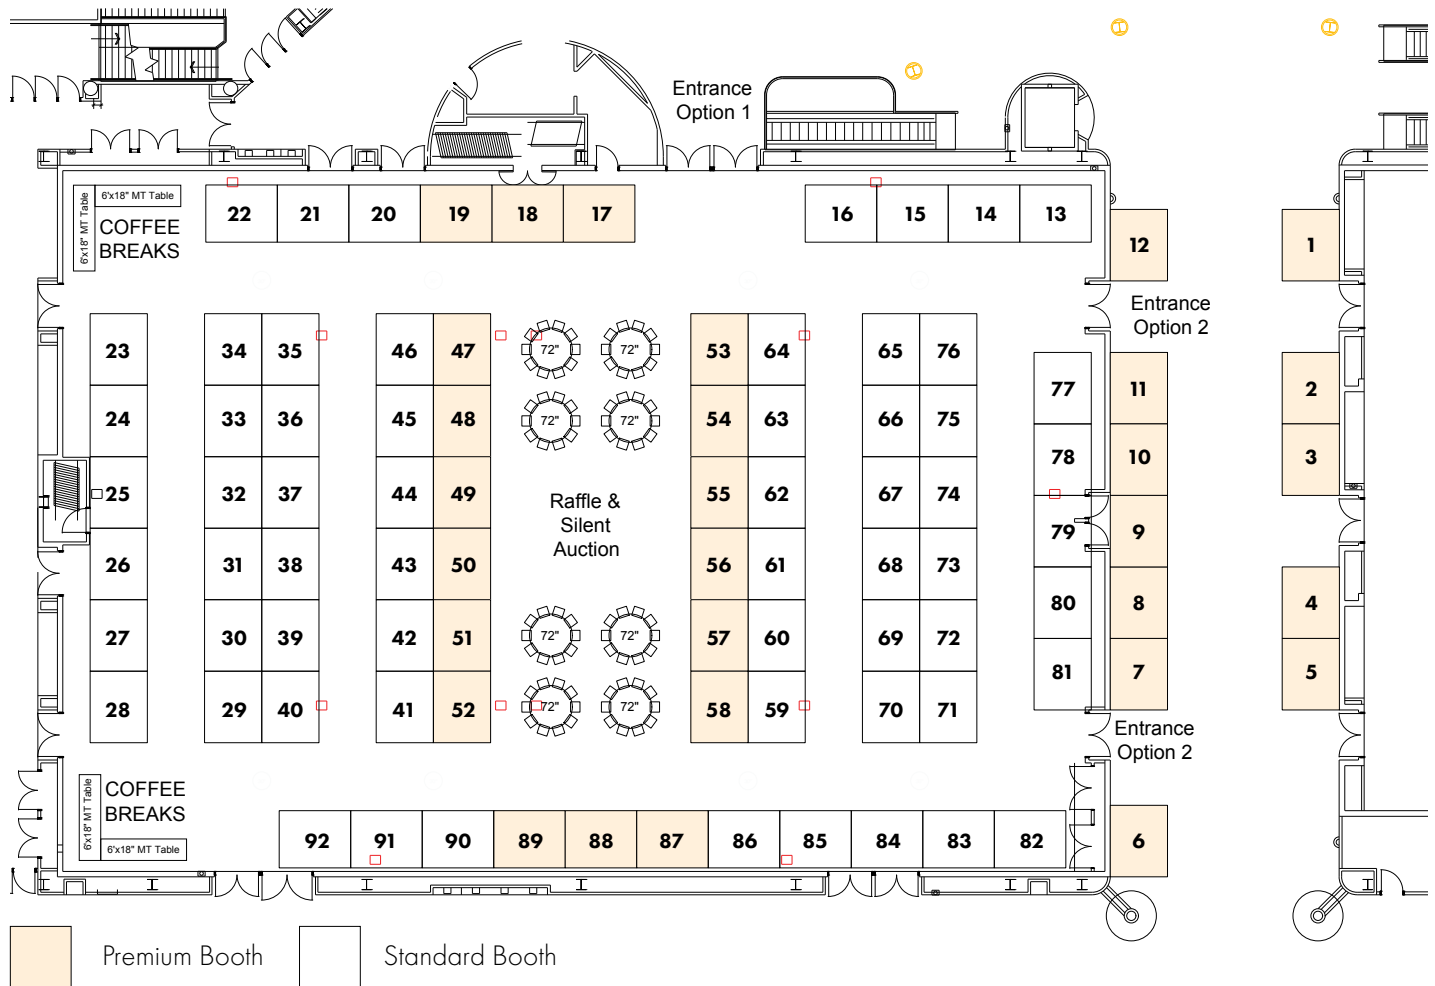 Entrance
Option 1
6'x18" MT Table
6'x18" MT Table
COFFEE
BREAKS
22 21 20 19 18 17 16 15 14 13
12 1
Entrance
Option 2
23 34 35 46 47 72" 72" 53 64 65 76
77 11 2
24 33 36 45 48 72" 72" 54 63 66 75
78 10 3
25 32 37 44 49 55 62 67 74
Raffle &
Silent
Auction
79 9
26 31 38 43 50 56 61 68 73
80 8 4
27 30 39 42 51 72" 72" 57 60 69 72
81 7 5
28 29 40 41 52 72" 72" 58 59 70 71
Entrance
Option 2
6'x18" MT Table
COFFEE
BREAKS
6'x18" MT Table
92 91 90 89 88 87 86 85 84 83 82 6
Premium Booth
Standard Booth